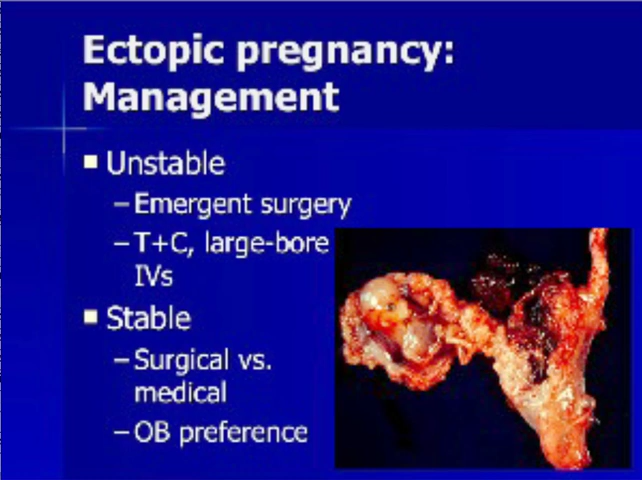 Ectopic pregnancy:
Management
Unstable
–Emergent surgery
–T+C, large-bore
IVs
Stable
–Surgical vs.
medical
–OB preference